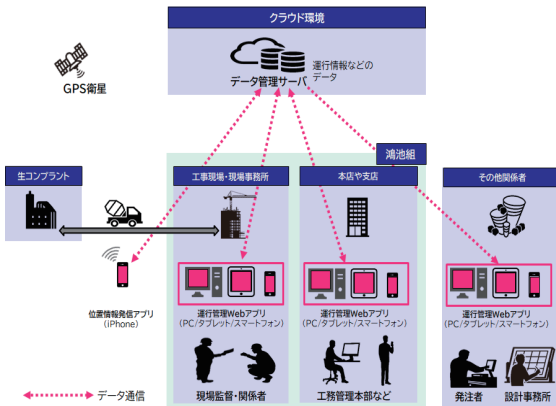 クラウド環境
運行情報などの
データ
データ管理サーバ
GPS衛星
鴻池組
生コンプラント
工事現場・現場事務所
本店や支店
その他関係者
位置情報発信アプリ
(iPhone)
運行管理Webアプリ
(PC/タブレット/スマートフォン)
運行管理Webアプリ
(PC/タブレット/スマートフォン)
運行管理Webアプリ
(PC/タブレット/スマートフォン)
データ通信
現場監督・関係者
工務管理本部など
発注者
設計事務所